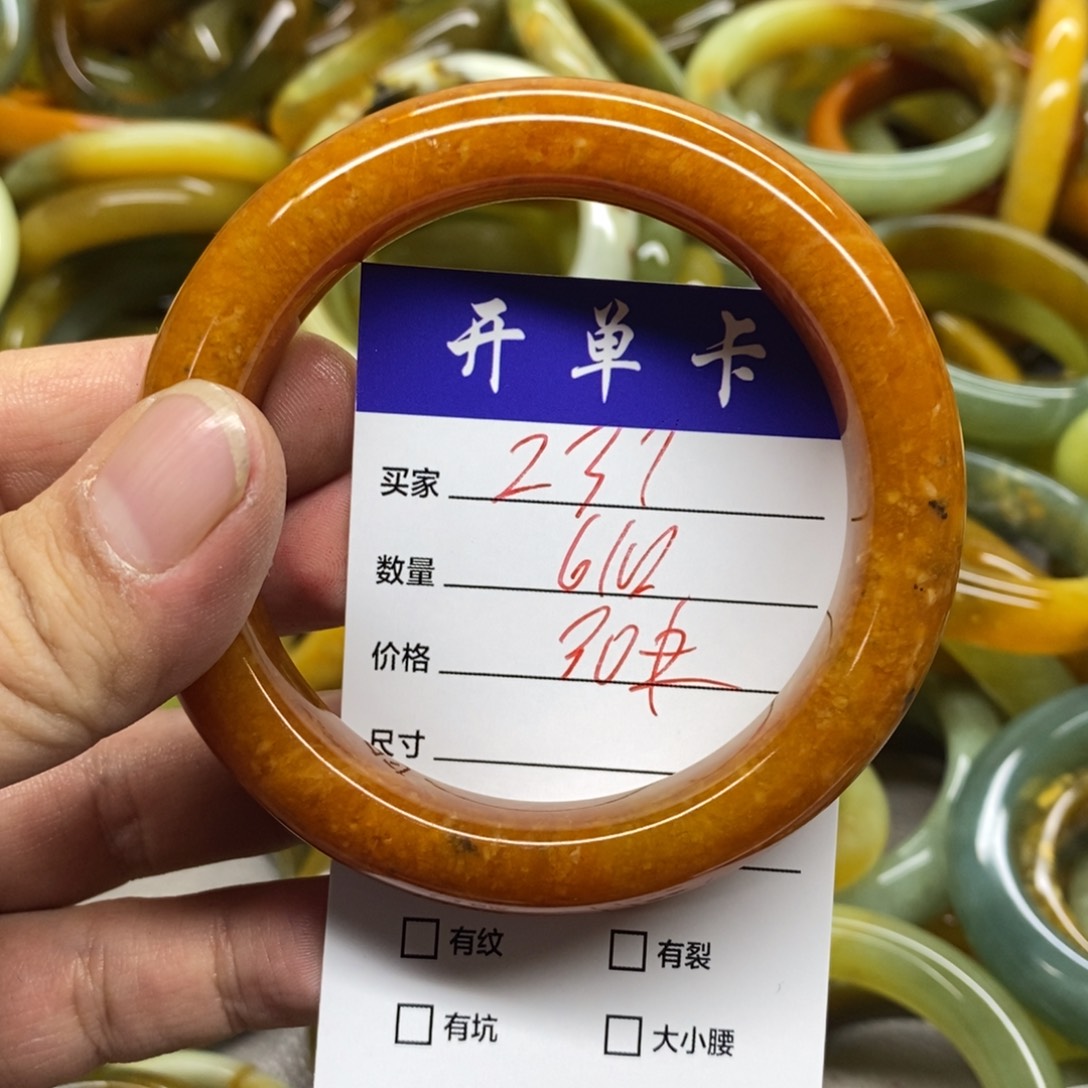 开单卡
买家 237
数量
价格 30
尺寸
有纹 有裂
有坑 大小腰